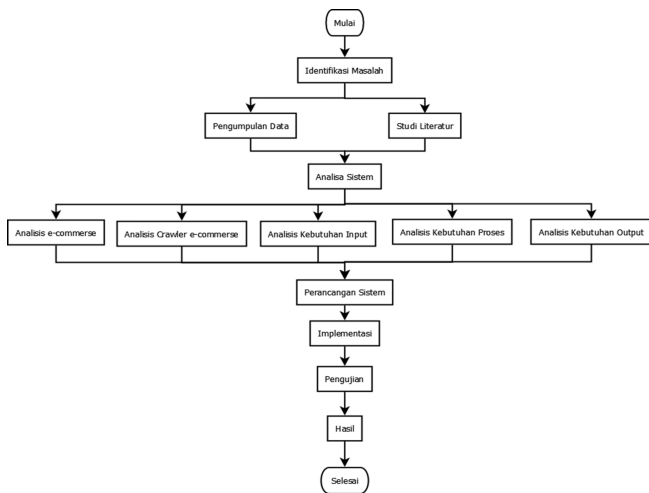 Mulai
Identifikasi Masalah
Pengumpulan Data
Studi Literatur
Analisa Sistem
Analisis e-commerse
Analisis Crawler e-commerse
Analisis Kebutuhan Input
Analisis Kebutuhan Proses
Analisis Kebutuhan Output
Perancangan Sistem
Implementasi
Pengujian
Hasil
Selesai